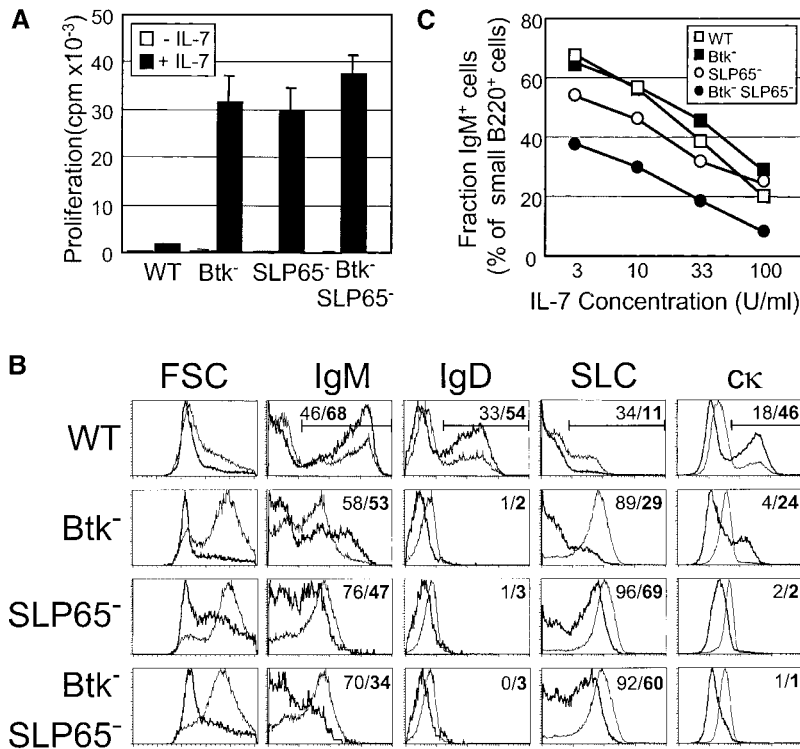 A
Proliferation(cpm x10⁻³)
50
40
30
20
10
0
- IL-7
+ IL-7
WT
Btk⁻
SLP65⁻
Btk⁻
SLP65⁻
C
Fraction IgM⁺ cells
(% of small B220⁺ cells)
80
60
40
20
0
WT
Btk⁻
SLP65⁻
Btk⁻ SLP65⁻
3 10 33 100
IL-7 Concentration (U/ml)
B
FSC IgM IgD SLC cκ
WT
46/68 33/54 34/11 18/46
Btk⁻
58/53 1/2 89/29 4/24
SLP65⁻
76/47 1/3 96/69 2/2
Btk⁻
SLP65⁻
70/34 0/3 92/60 1/1